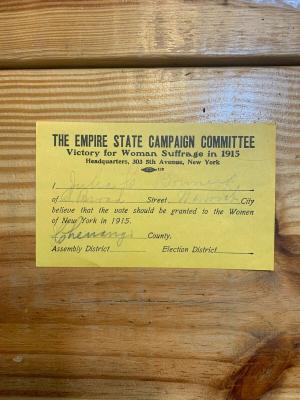 THE EMPIRE STATE CAMPAIGN COMMITTEE
Victory for Woman Suffrage in 1915
Headquarters, 303 5th Avenue, New York
I
of Broad Street City
believe that the vote should be granted to the Women
of New York in 1915.
Chenango County,
Assembly District Election District